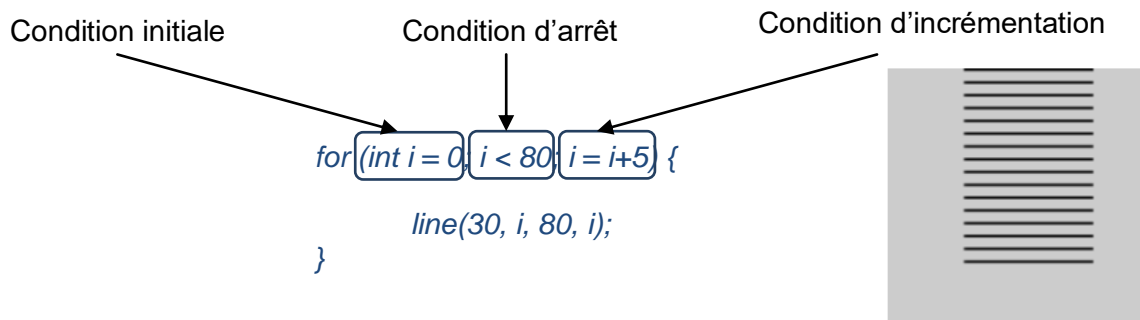 Condition initiale
Condition d'arrêt
Condition d'incrémentation
for (int i = 0; i < 80; i = i+5) {
line(30, i, 80, i);
}